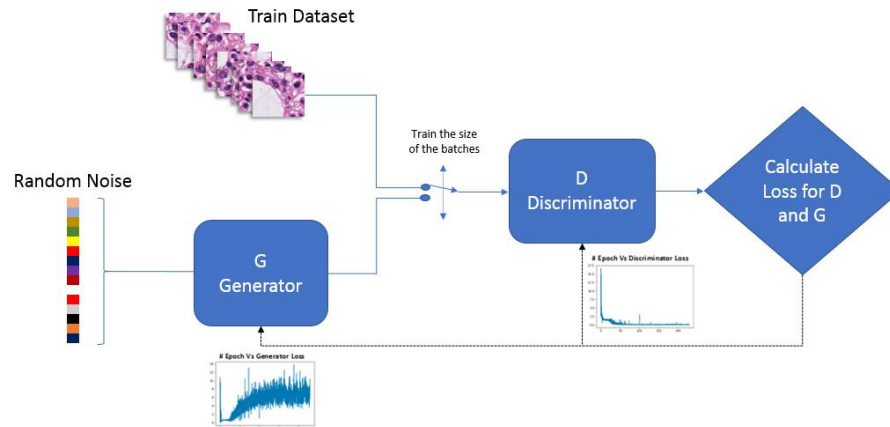 Train Dataset
Train the size
of the batches
Random Noise
G
Generator
D
Discriminator
Calculate
Loss for D
and G
# Epoch Vs Discriminator Loss
# Epoch Vs Generator Loss